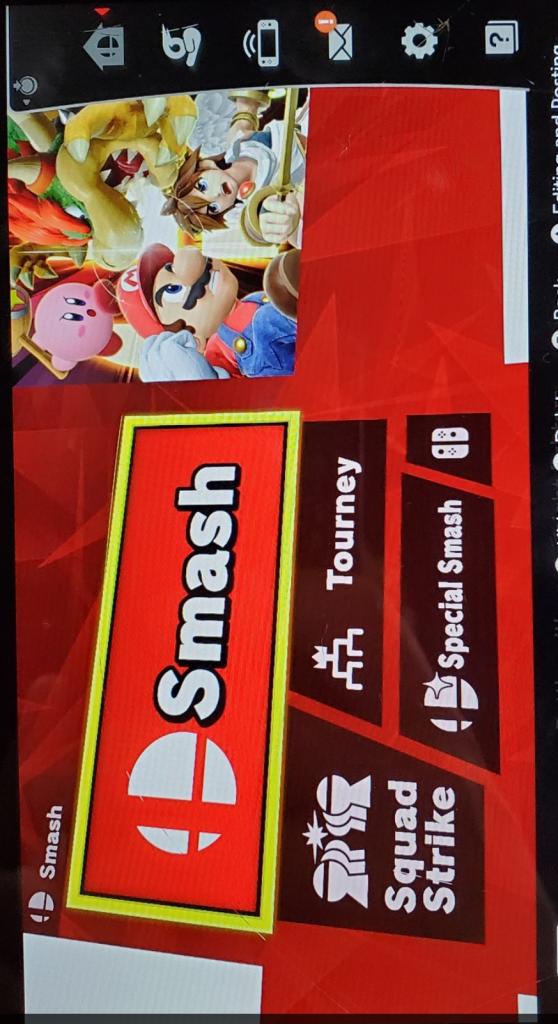 Smash
Smash
Squad
Strike
Tourney
Special Smash
M
!
?
Editing and Posting